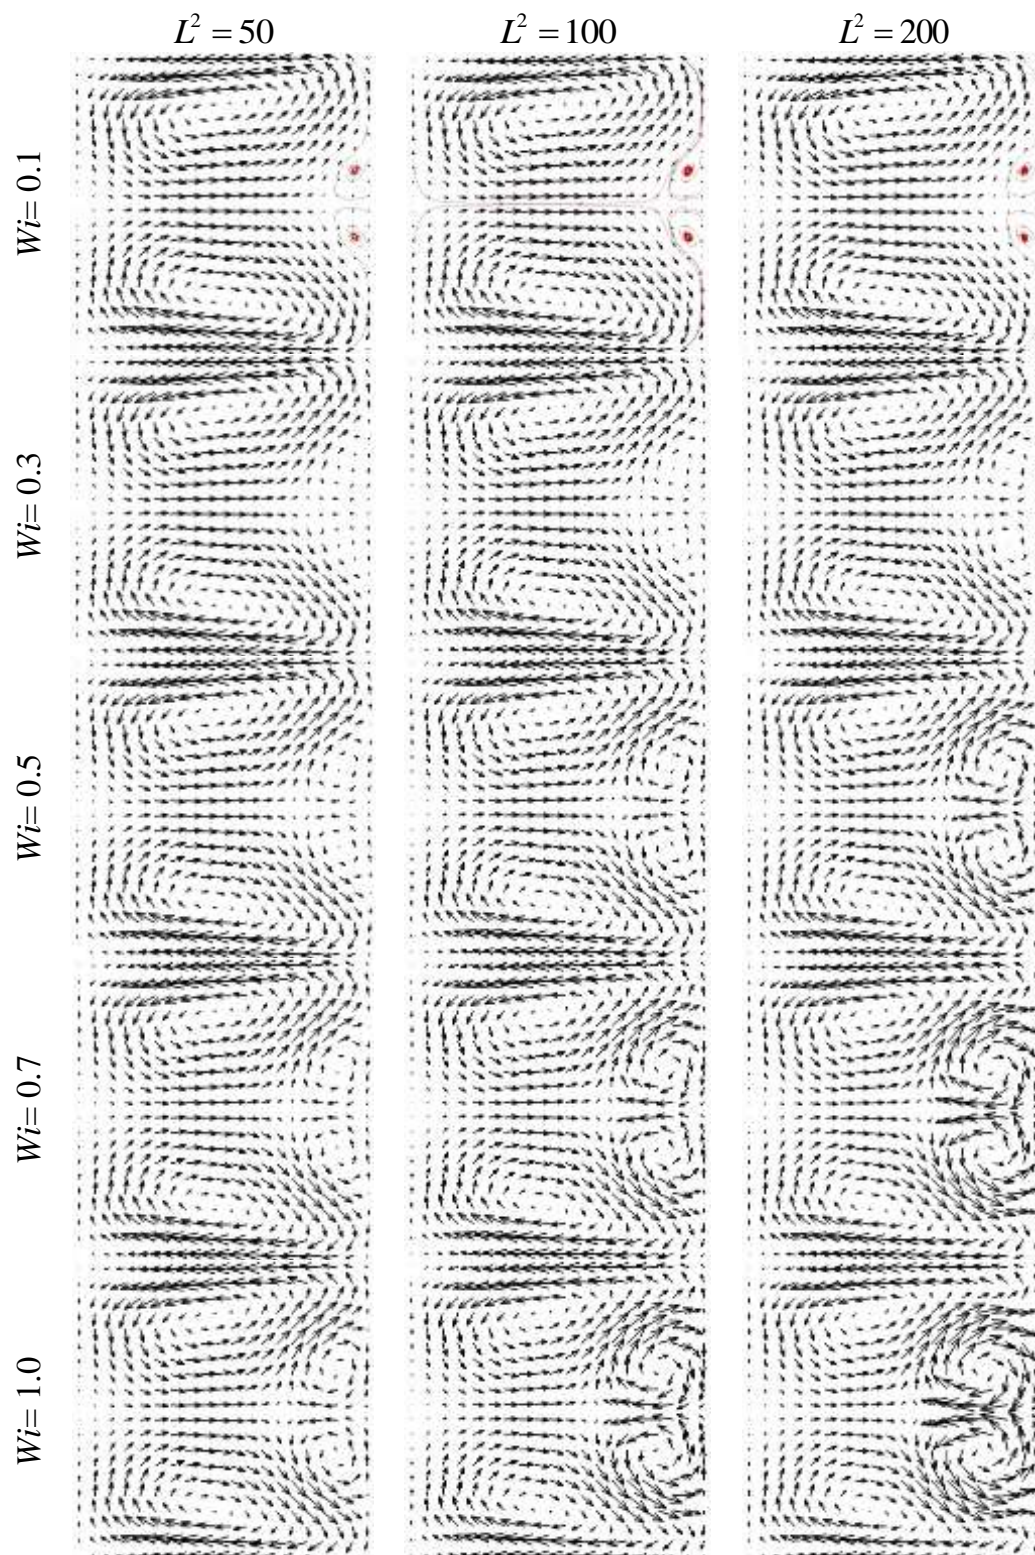 L² = 50
L² = 100
L² = 200
Wi= 0.1
Wi= 0.3
Wi= 0.5
Wi= 0.7
Wi= 1.0